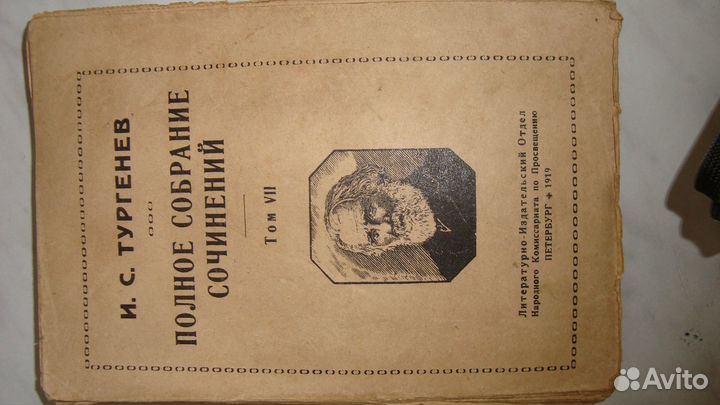 И. С. ТУРГЕНЕВ
ПОЛНОЕ СОБРАНИЕ
СОЧИНЕНИЙ
Том VII
Литературно-Издательский Отдел
Народного Комиссариата по Просвещению
ПЕТЕРБУРГ 1919
Avito